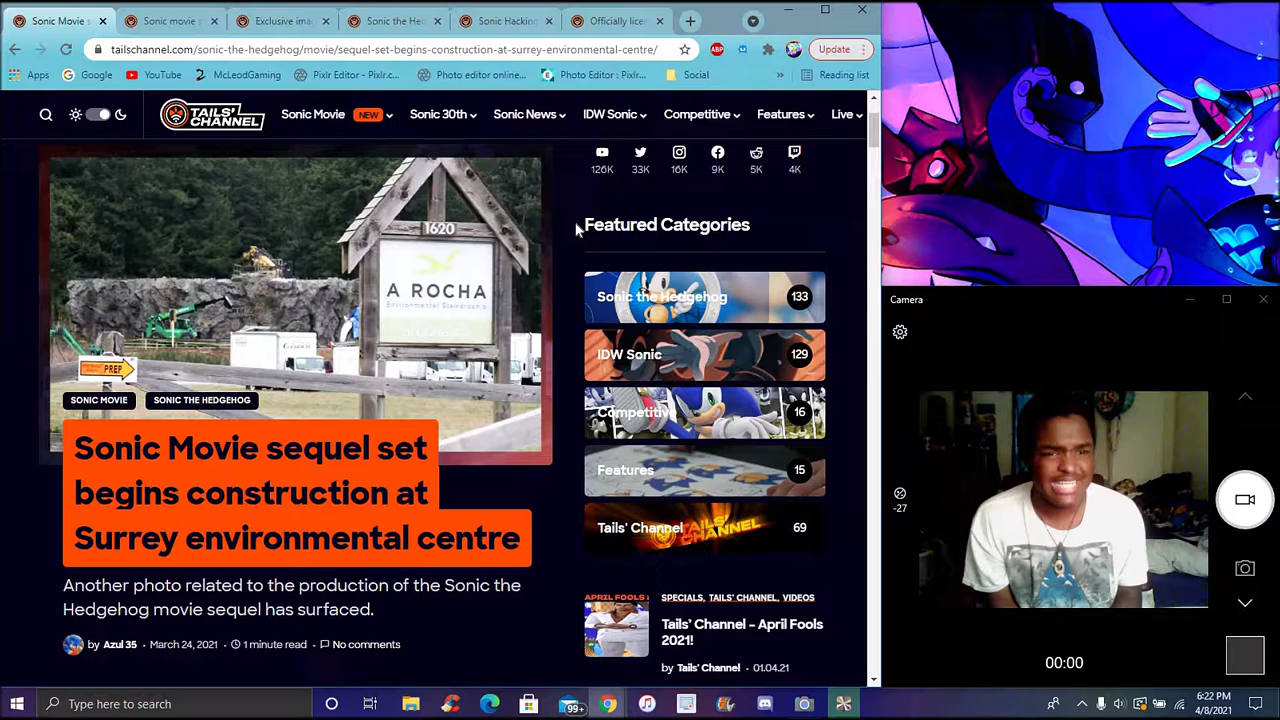 Movie s
Sonic movie s
Exclusive ima
Sonic the He
Sonic Hacking
Officially lice
tailschannel.com/sonic-the-hedgehog/movie/sequel-set-begins-construction-at-surrey-environmental-centre/
ABP
Update
Apps
Google
YouTube
McLeodGaming
Pixlr Editor - Pixlr.c...
Photo editor online...
Photo Editor : Pixlr...
Social
»
Reading list
TAILS'
CHANNEL
Sonic Movie
NEW
Sonic 30th
Sonic News
IDW Sonic
Competitive
Features
Live
126K
33K
16K
9K
5K
4K
1620
A ROCHA
Environmental Stewardship
PREP
SONIC MOVIE
SONIC THE HEDGEHOG
Sonic Movie sequel set
begins construction at
Surrey environmental centre
Another photo related to the production of the Sonic the
Hedgehog movie sequel has surfaced.
by Azul 35 • March 24, 2021 • 1 minute read • No comments
Featured Categories
Sonic the Hedgehog
133
IDW Sonic
129
Competitive
16
Features
15
Tails' Channel
69
TAILS'
CHANNEL
APRIL FOOLS
SPECIALS, TAILS' CHANNEL, VIDEOS
Tails' Channel – April Fools
2021!
by Tails' Channel • 01.04.21
Camera
-27
00:00
Type here to search
99+
6:22 PM
4/8/2021